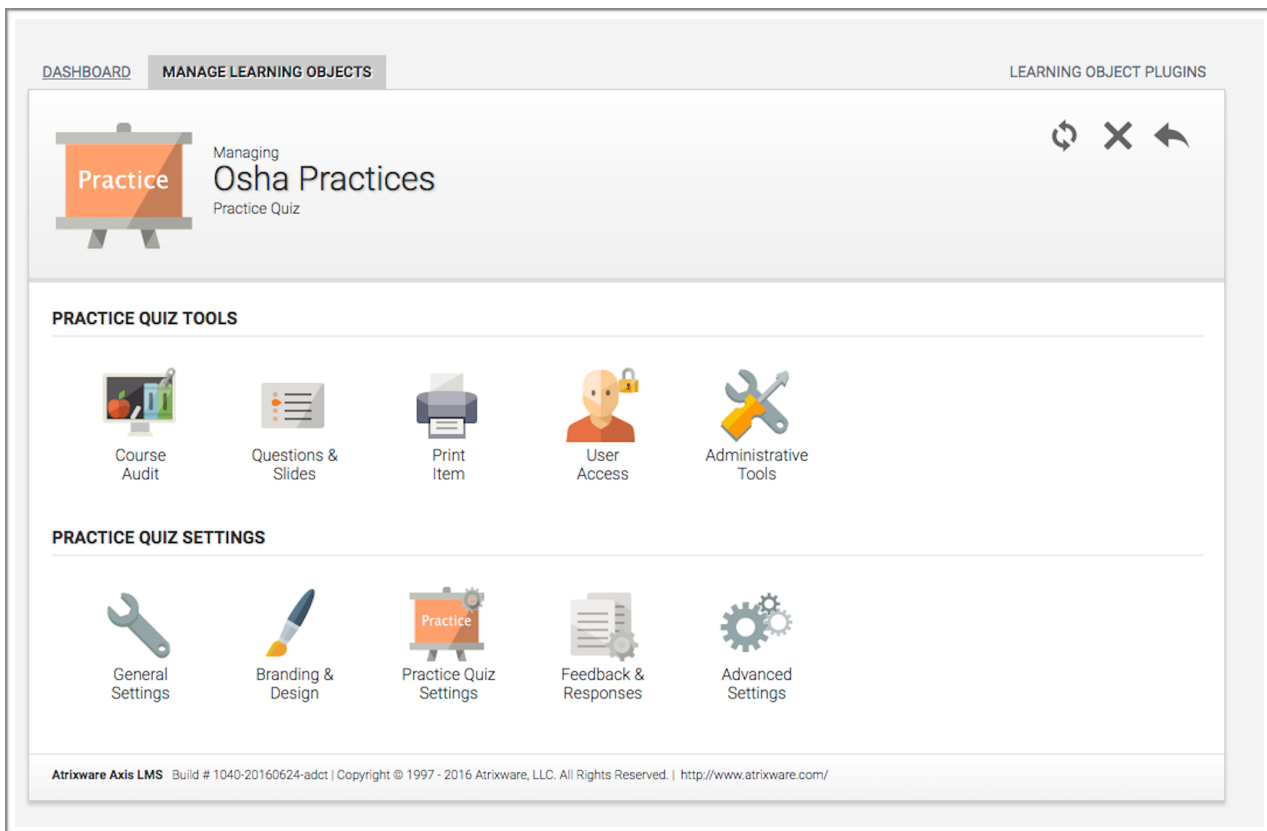 DASHBOARD MANAGE LEARNING OBJECTS LEARNING OBJECT PLUGINS
Practice
Managing
Osha Practices
Practice Quiz
PRACTICE QUIZ TOOLS
Course
Audit
Questions &
Slides
Print
Item
User
Access
Administrative
Tools
PRACTICE QUIZ SETTINGS
General
Settings
Branding &
Design
Practice
Practice Quiz
Settings
Feedback &
Responses
Advanced
Settings
Atrixware Axis LMS Build # 1040-20160624-adct | Copyright © 1997 - 2016 Atrixware, LLC. All Rights Reserved. | http://www.atrixware.com/